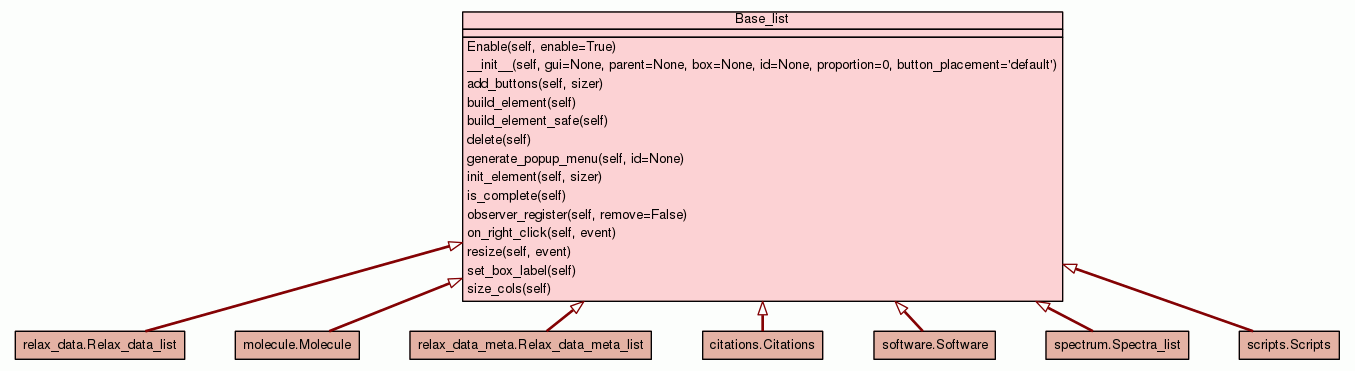 Base_list
Enable(self, enable=True)
__init__(self, gui=None, parent=None, box=None, id=None, proportion=0, button_placement='default')
add_buttons(self, sizer)
build_element(self)
build_element_safe(self)
delete(self)
generate_popup_menu(self, id=None)
init_element(self, sizer)
is_complete(self)
observer_register(self, remove=False)
on_right_click(self, event)
resize(self, event)
set_box_label(self)
size_cols(self)
relax_data.Relax_data_list
molecule.Molecule
relax_data_meta.Relax_data_meta_list
citations.Citations
software.Software
spectrum.Spectra_list
scripts.Scripts